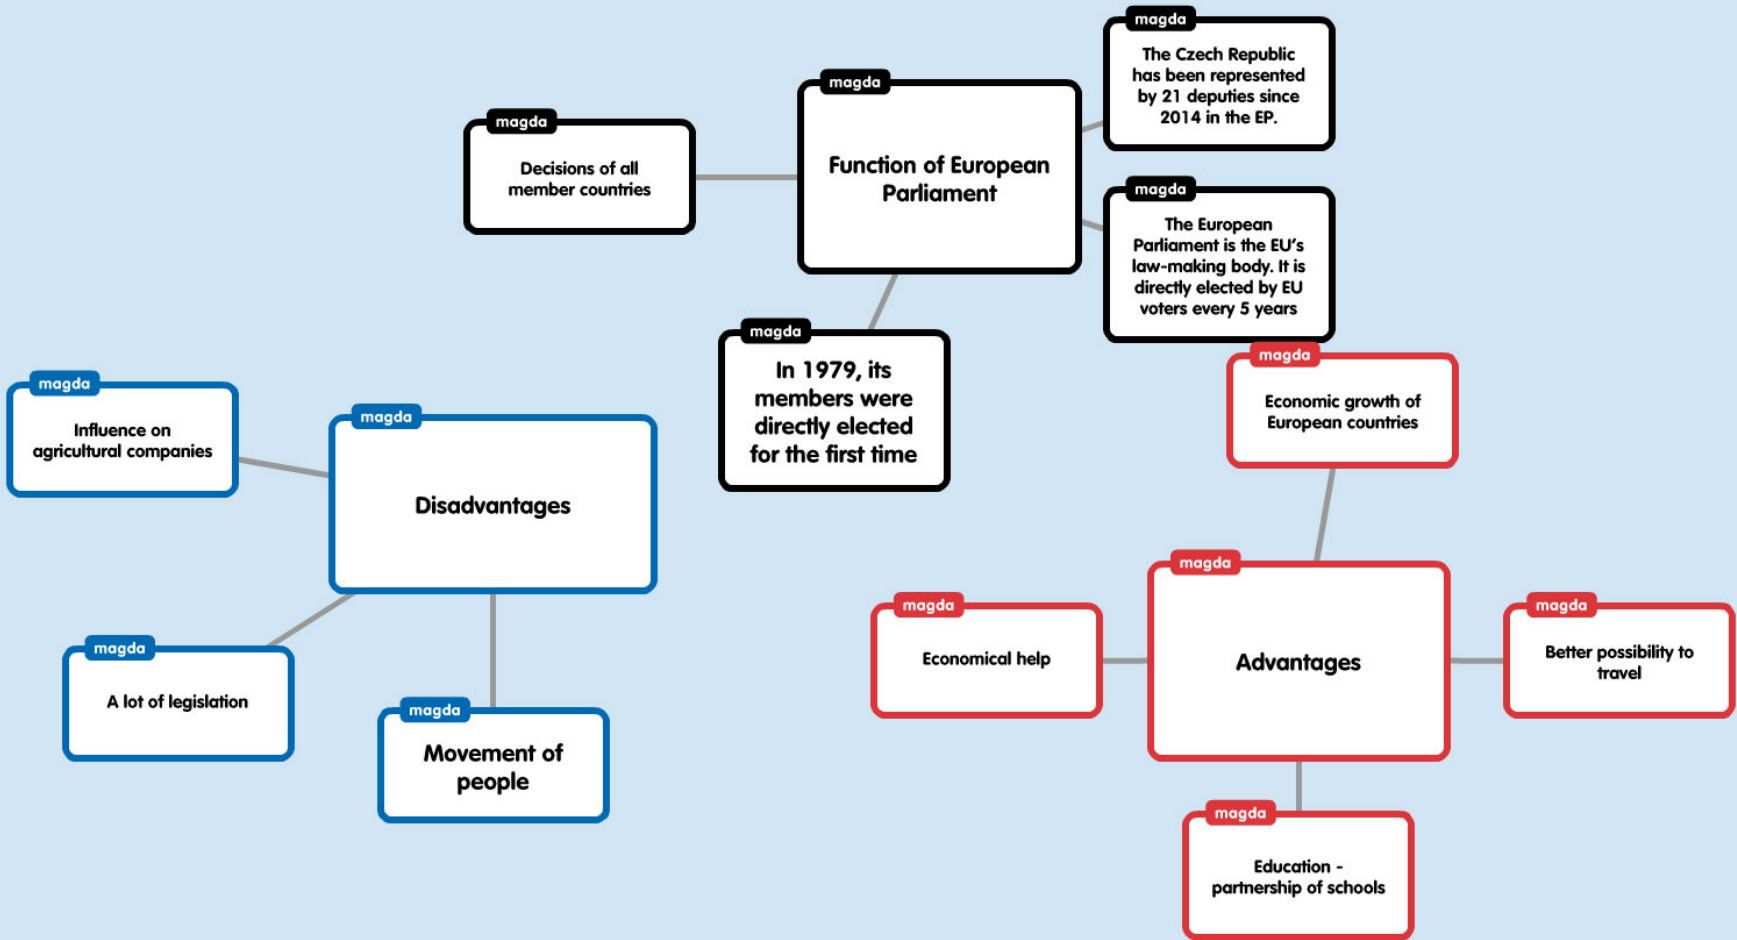 magda
The Czech Republic
has been represented
by 21 deputies since
2014 in the EP.
magda
Function of European
Parliament
magda
Decisions of all
member countries
magda
The European
Parliament is the EU's
law-making body. It is
directly elected by EU
voters every 5 years
magda
In 1979, its
members were
directly elected
for the first time
magda
Economic growth of
European countries
magda
Influence on
agricultural companies
magda
Disadvantages
magda
A lot of legislation
magda
Movement of
people
magda
Advantages
magda
Economical help
magda
Better possibility to
travel
magda
Education -
partnership of schools